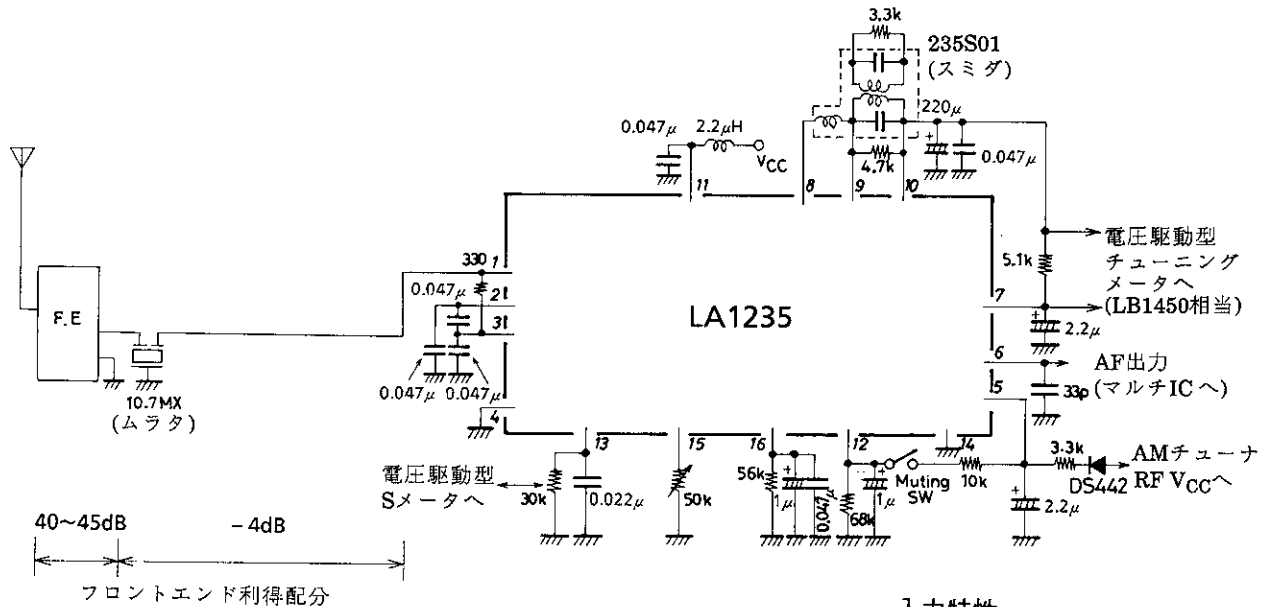 3.3k
235S01
(スミダ)
0.047μ
2.2μH
VCC
220μ
0.047μ
4.7k
11
8
9
10
F.E
10.7MX
(ムラタ)
330
1
0.047μ
2
3
0.047μ
0.047μ
4
LA1235
5.1k
電圧駆動型
チューニング
メータへ
(LB1450相当)
7
2.2μ
6
AF出力
(マルチICへ)
5
33p
13
15
16
12
14
電圧駆動型
Sメータへ
30k
0.022μ
50k
56k
1μ
0.047μ
68k
1μ
Muting
SW
10k
3.3k
DS442
AMチューナ
RF VCCへ
2.2μ
40~45dB
-4dB
フロントエンド利得配分